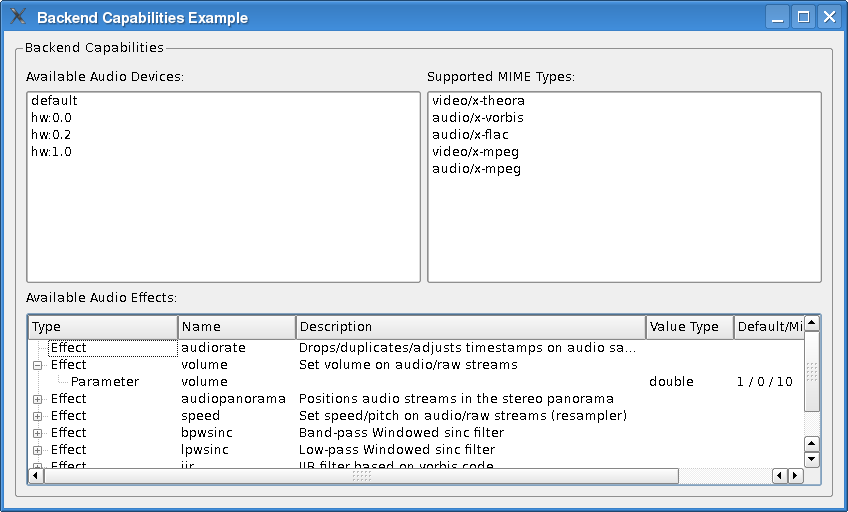 Backend Capabilities Example
Backend Capabilities
Available Audio Devices:
default
hw:0.0
hw:0.2
hw:1.0
Supported MIME Types:
video/x-theora
audio/x-vorbis
audio/x-flac
video/x-mpeg
audio/x-mpeg
Available Audio Effects:
Type Name Description Value Type Default/Mi
Effect audiorate Drops/duplicates/adjusts timestamps on audio sa...
Effect volume Set volume on audio/raw streams
Parameter volume double 1 / 0 / 10
Effect audiopanorama Positions audio streams in the stereo panorama
Effect speed Set speed/pitch on audio/raw streams (resampler)
Effect bpwsinc Band-pass Windowed sinc filter
Effect lpwsinc Low-pass Windowed sinc filter
Effect iir IIR filter based on vorbis code